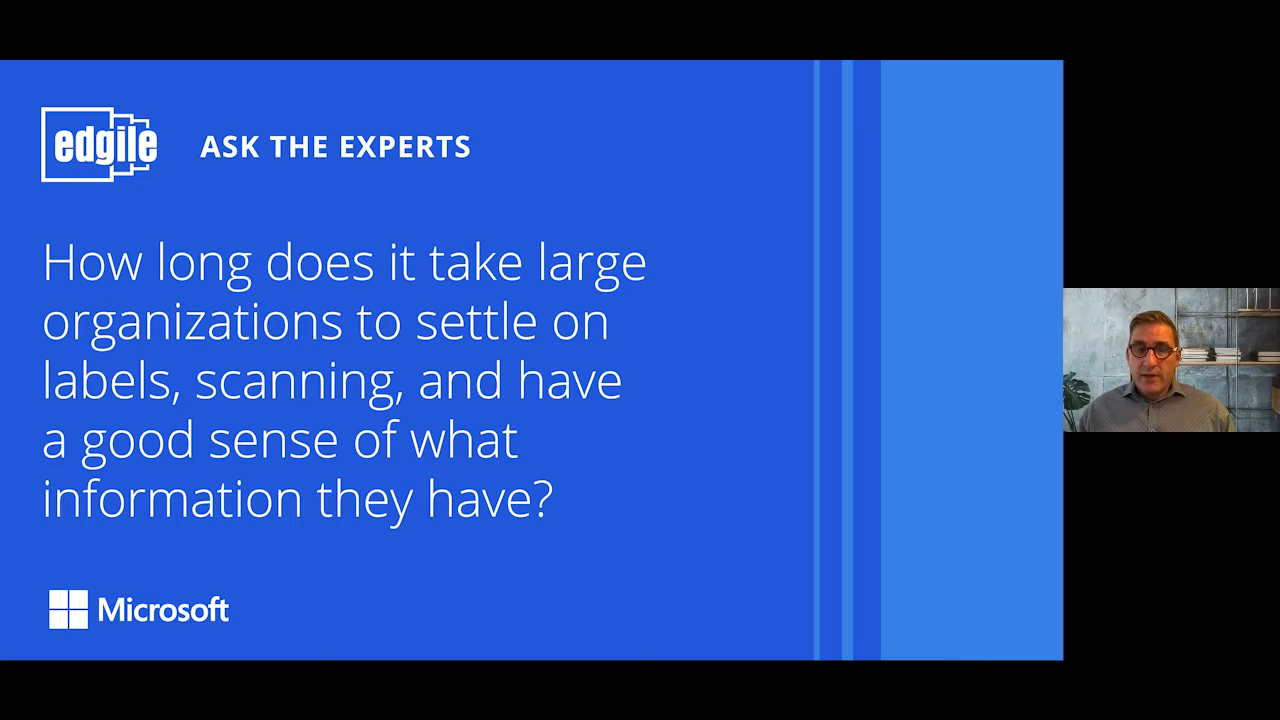 edgile
ASK THE EXPERTS
How long does it take large
organizations to settle on
labels, scanning, and have
a good sense of what
information they have?
Microsoft